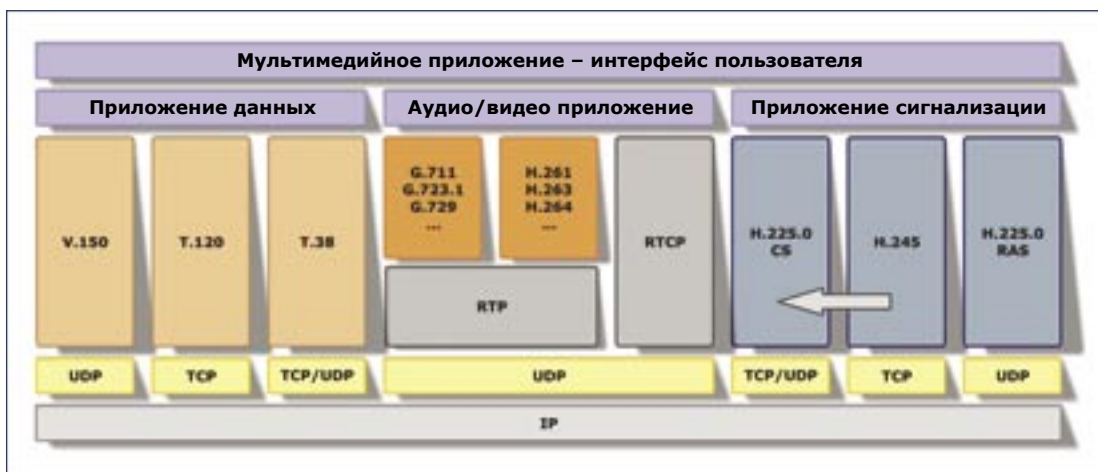 Мультимедийное приложение – интерфейс пользователя
Приложение данных
Аудио/видео приложение
Приложение сигнализации
V.150
T.120
T.38
G.711
G.723.1
G.729
...
H.261
H.263
H.264
...
RTP
RTCP
H.225.0
CS
H.245
H.225.0
RAS
UDP
TCP
TCP/UDP
UDP
TCP/UDP
TCP
UDP
IP